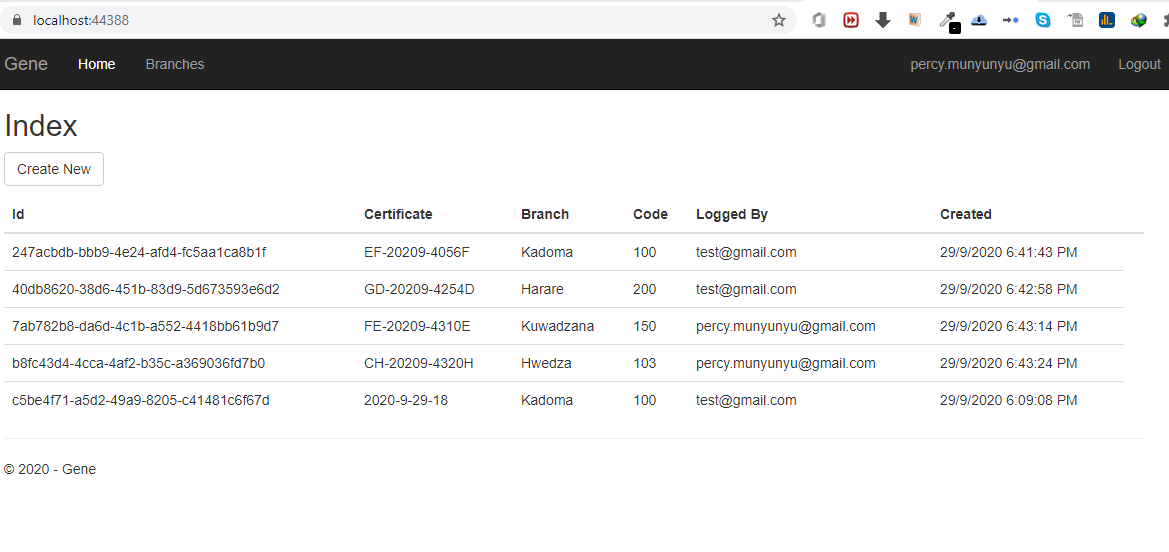 localhost:44388
Gene Home Branches percy.munyunyu@gmail.com Logout
Index
Create New
Id Certificate Branch Code Logged By Created
247acbdb-bbb9-4e24-afd4-fc5aa1ca8b1f EF-20209-4056F Kadoma 100 test@gmail.com 29/9/2020 6:41:43 PM
40db8620-38d6-451b-83d9-5d673593e6d2 GD-20209-4254D Harare 200 test@gmail.com 29/9/2020 6:42:58 PM
7ab782b8-da6d-4c1b-a552-4418bb61b9d7 FE-20209-4310E Kuwadzana 150 percy.munyunyu@gmail.com 29/9/2020 6:43:14 PM
b8fc43d4-4cca-4af2-b35c-a369036fd7b0 CH-20209-4320H Hwedza 103 percy.munyunyu@gmail.com 29/9/2020 6:43:24 PM
c5be4f71-a5d2-49a9-8205-c41481c6f67d 2020-9-29-18 Kadoma 100 test@gmail.com 29/9/2020 6:09:08 PM
© 2020 - Gene